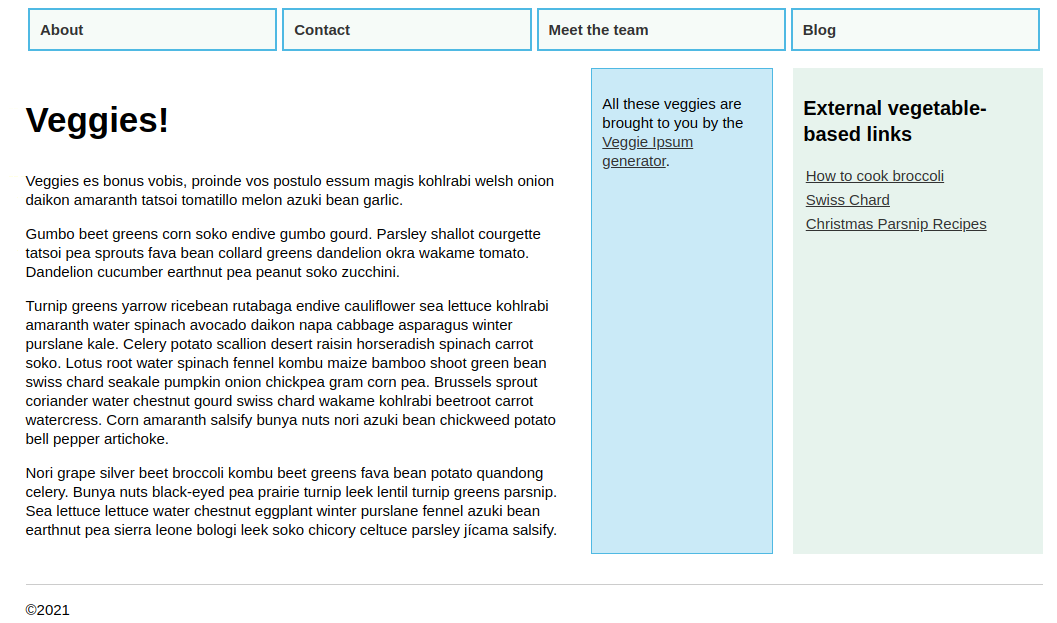 About
Contact
Meet the team
Blog
Veggies!
Veggies es bonus vobis, proinde vos postulo essum magis kohlrabi welsh onion
daikon amaranth tatsoi tomatillo melon azuki bean garlic.
Gumbo beet greens corn soko endive gumbo gourd. Parsley shallot courgette
tatsoi pea sprouts fava bean collard greens dandelion okra wakame tomato.
Dandelion cucumber earthnut pea peanut soko zucchini.
Turnip greens yarrow ricebean rutabaga endive cauliflower sea lettuce kohlrabi
amaranth water spinach avocado daikon napa cabbage asparagus winter
purslane kale. Celery potato scallion desert raisin horseradish spinach carrot
soko. Lotus root water spinach fennel kombu maize bamboo shoot green bean
swiss chard seakale pumpkin onion chickpea gram corn pea. Brussels sprout
coriander water chestnut gourd swiss chard wakame kohlrabi beetroot carrot
watercress. Corn amaranth salsify bunya nuts nori azuki bean chickweed potato
bell pepper artichoke.
Nori grape silver beet broccoli kombu beet greens fava bean potato quandong
celery. Bunya nuts black-eyed pea prairie turnip leek lentil turnip greens parsnip.
Sea lettuce lettuce water chestnut eggplant winter purslane fennel azuki bean
earthnut pea sierra leone bologi leek soko chicory celtuce parsley jícama salsify.
All these veggies are
brought to you by the
Veggie Ipsum
generator.
External vegetable-
based links
How to cook broccoli
Swiss Chard
Christmas Parsnip Recipes
©2021